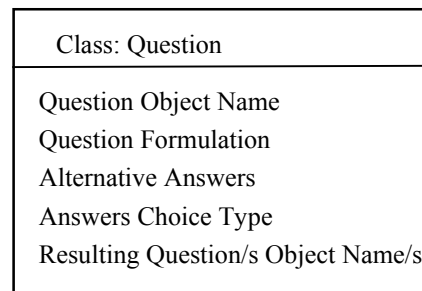 Class: Question
Question Object Name
Question Formulation
Alternative Answers
Answers Choice Type
Resulting Question/s Object Name/s